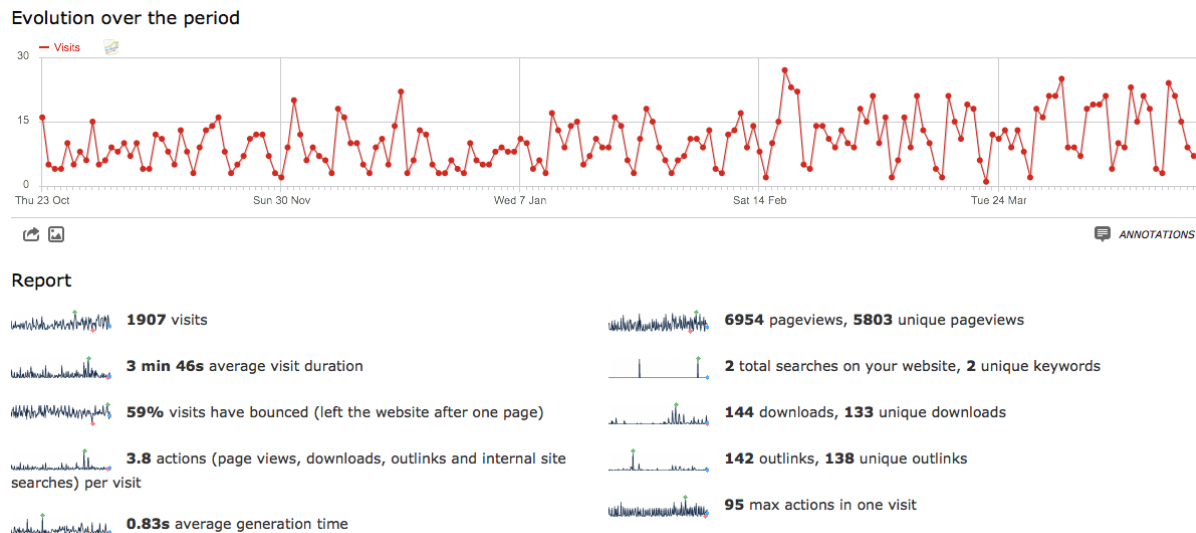 Evolution over the period
Visits
30
15
0
Thu 23 Oct
Sun 30 Nov
Wed 7 Jan
Sat 14 Feb
Tue 24 Mar
ANNOTATIONS
Report
1907 visits
3 min 46s average visit duration
59% visits have bounced (left the website after one page)
3.8 actions (page views, downloads, outlinks and internal site
searches) per visit
0.83s average generation time
6954 pageviews, 5803 unique pageviews
2 total searches on your website, 2 unique keywords
144 downloads, 133 unique downloads
142 outlinks, 138 unique outlinks
95 max actions in one visit